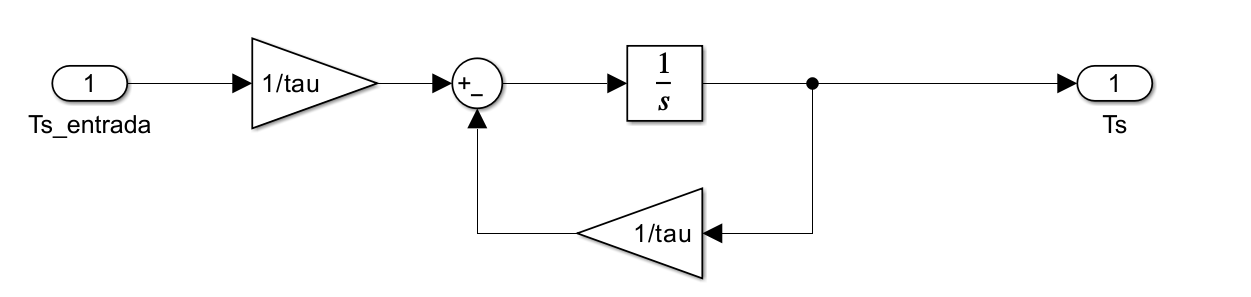 1
Ts_entrada
1/tau
+
_
1
s
1
Ts
1/tau